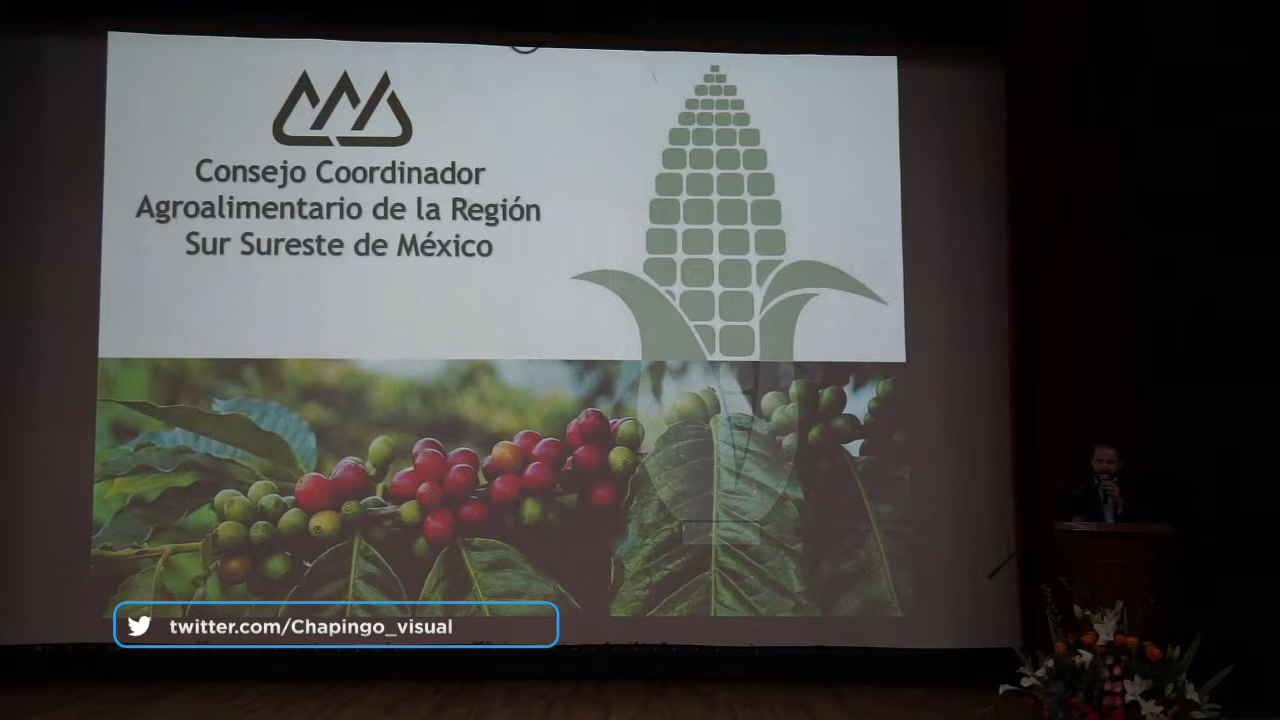 Consejo Coordinador
Agroalimentario de la Región
Sur Sureste de México
twitter.com/Chapingo_visual